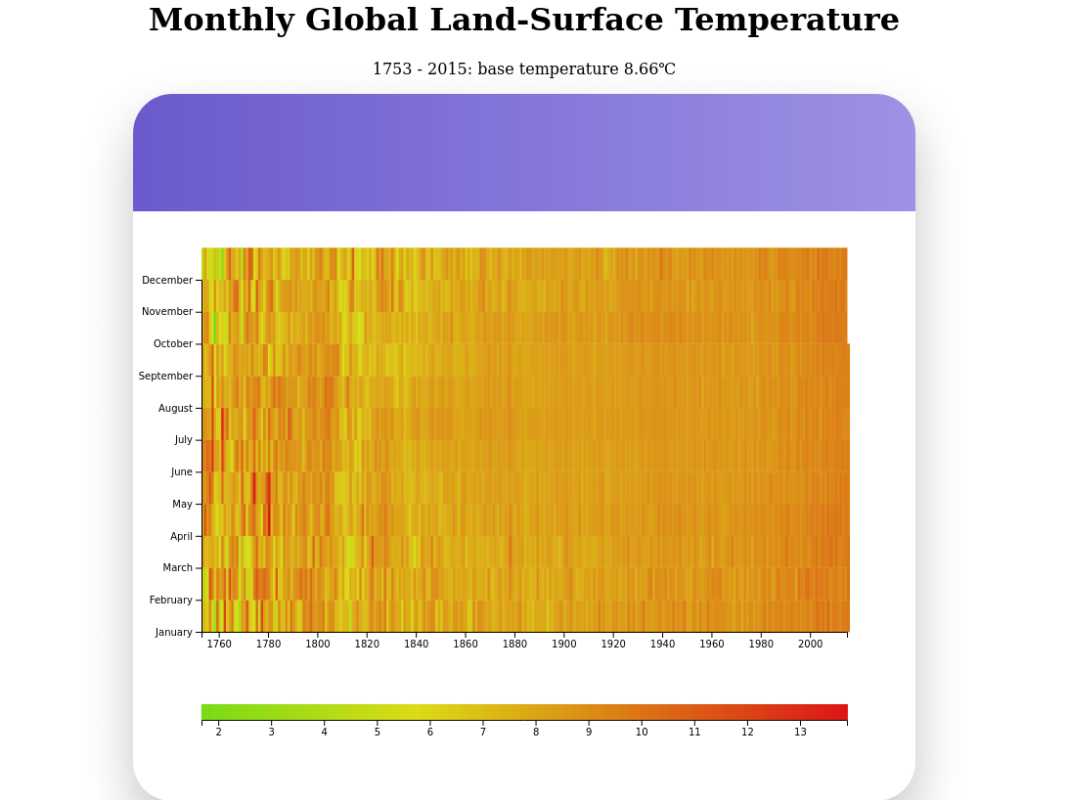 Monthly Global Land-Surface Temperature
1753 - 2015: base temperature 8.66℃
December
November
October
September
August
July
June
May
April
March
February
January
1760 1780 1800 1820 1840 1860 1880 1900 1920 1940 1960 1980 2000
2 3 4 5 6 7 8 9 10 11 12 13